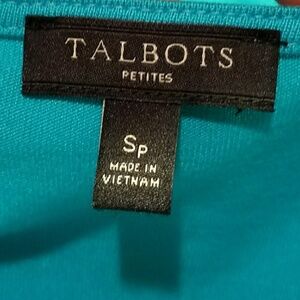 TALBOTS
PETITES
SP
MADE IN
VIETNAM